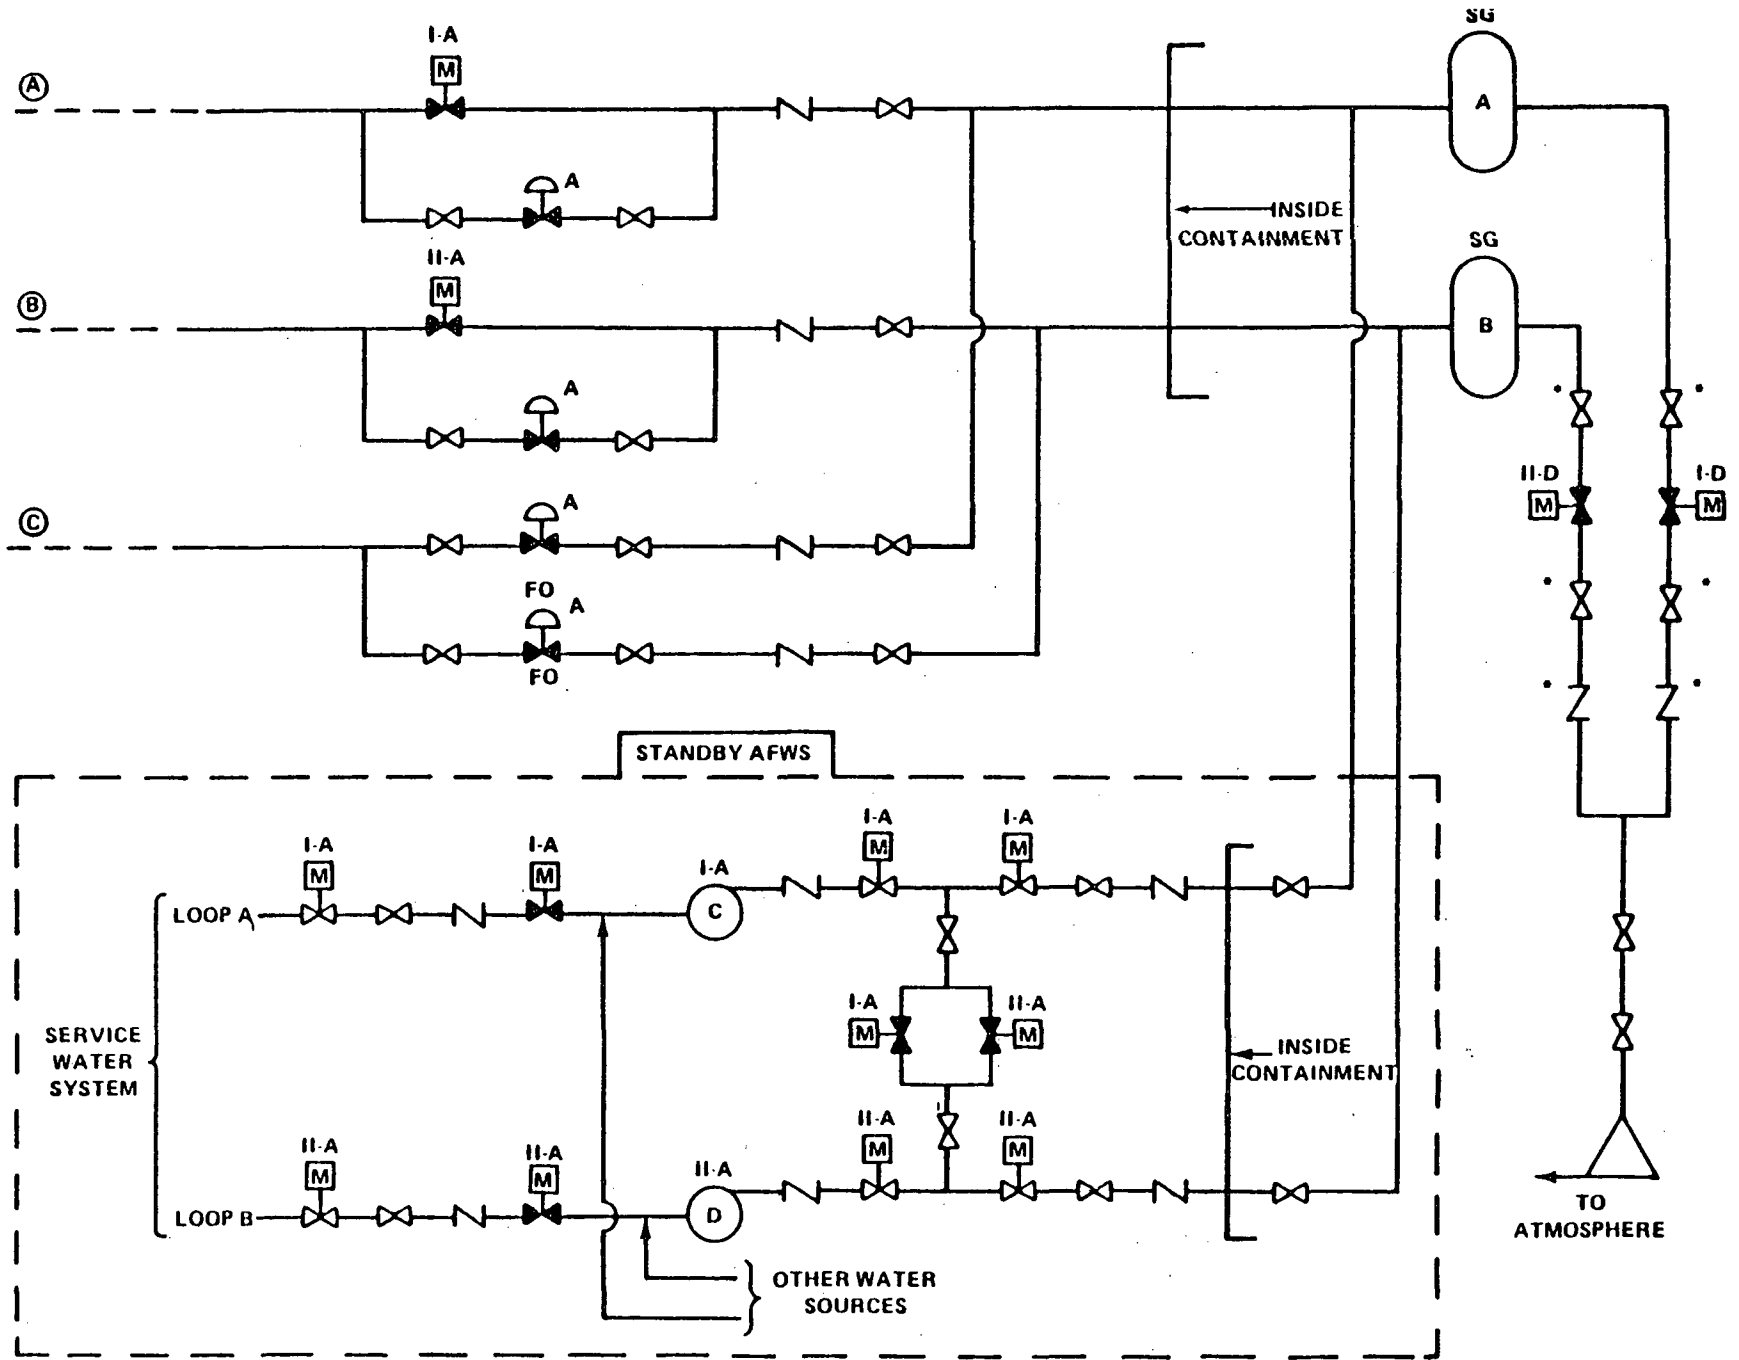 SG
I-A
M
A
A
A
INSIDE
CONTAINMENT
II-A
M
SG
B
B
A
II-D
M
I-D
M
A
C
FO
A
FO
STANDBY AFWS
I-A
M
I-A
M
I-A
M
I-A
M
I-A
LOOP A
C
I-A
M
II-A
M
SERVICE
WATER
SYSTEM
INSIDE
CONTAINMENT
II-A
M
II-A
M
II-A
M
II-A
M
II-A
LOOP B
D
TO
ATMOSPHERE
OTHER WATER
SOURCES